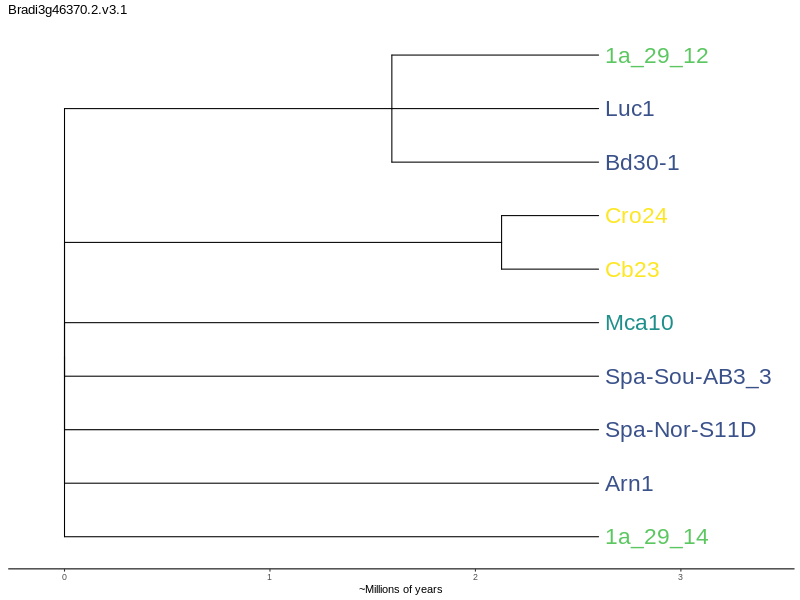 Bradi3g46370.2.v3.1
1a_29_12
Luc1
Bd30-1
Cro24
Cb23
Mca10
Spa-Sou-AB3_3
Spa-Nor-S11D
Arn1
1a_29_14
0 1 2 3
~Millions of years